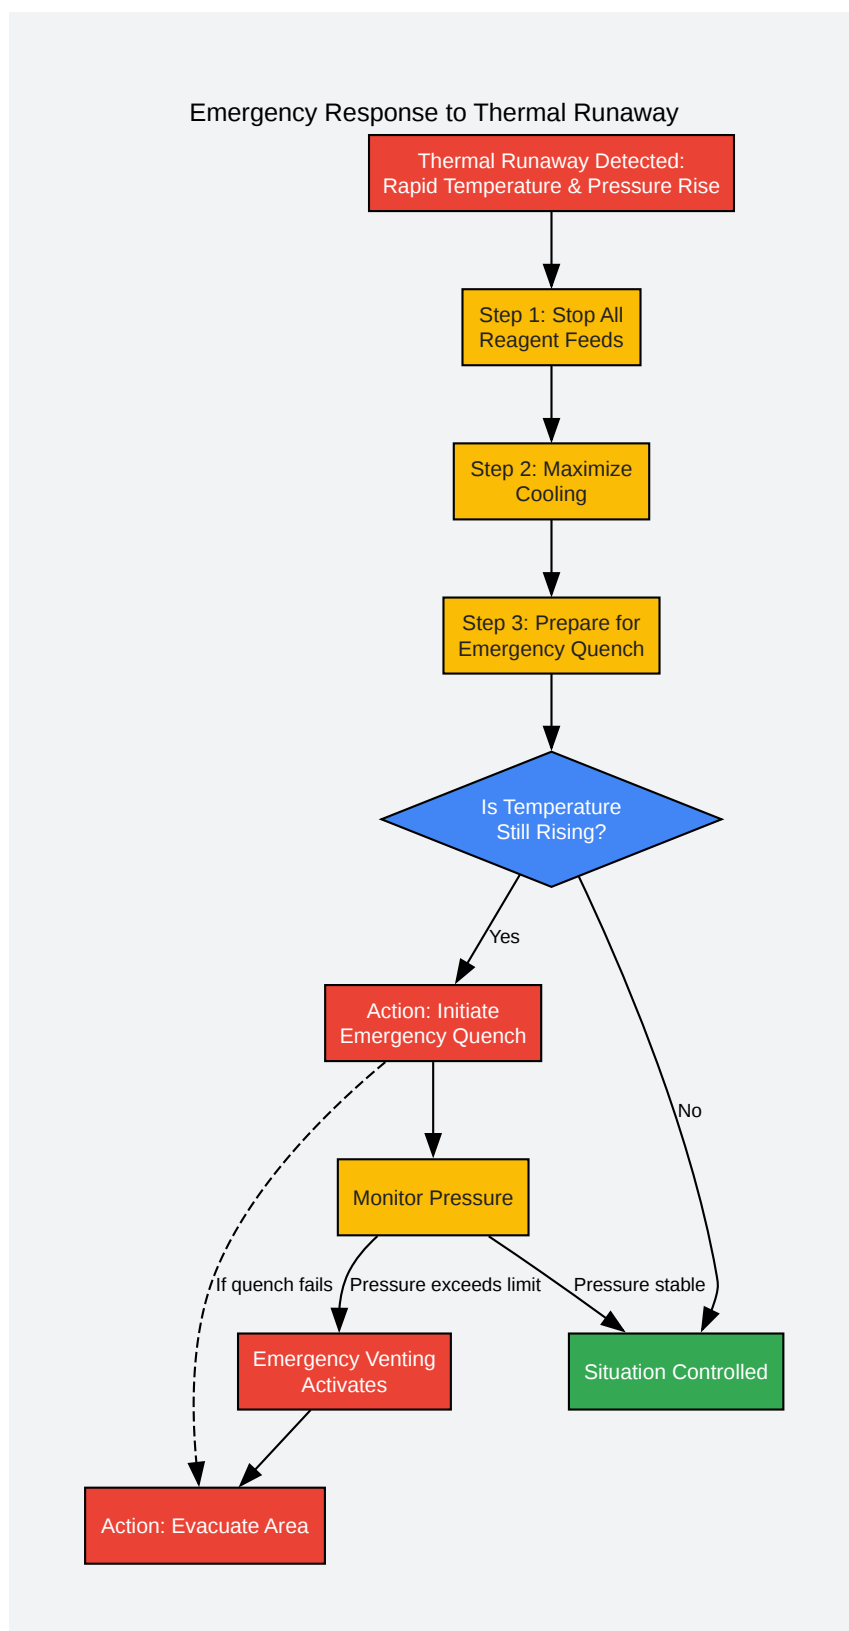 Emergency Response to Thermal Runaway
Thermal Runaway Detected:
Rapid Temperature & Pressure Rise
Step 1: Stop All
Reagent Feeds
Step 2: Maximize
Cooling
Step 3: Prepare for
Emergency Quench
Is Temperature
Still Rising?
Yes
Action: Initiate
Emergency Quench
No
Monitor Pressure
If quench fails
Pressure exceeds limit
Pressure stable
Emergency Venting
Activates
Situation Controlled
Action: Evacuate Area